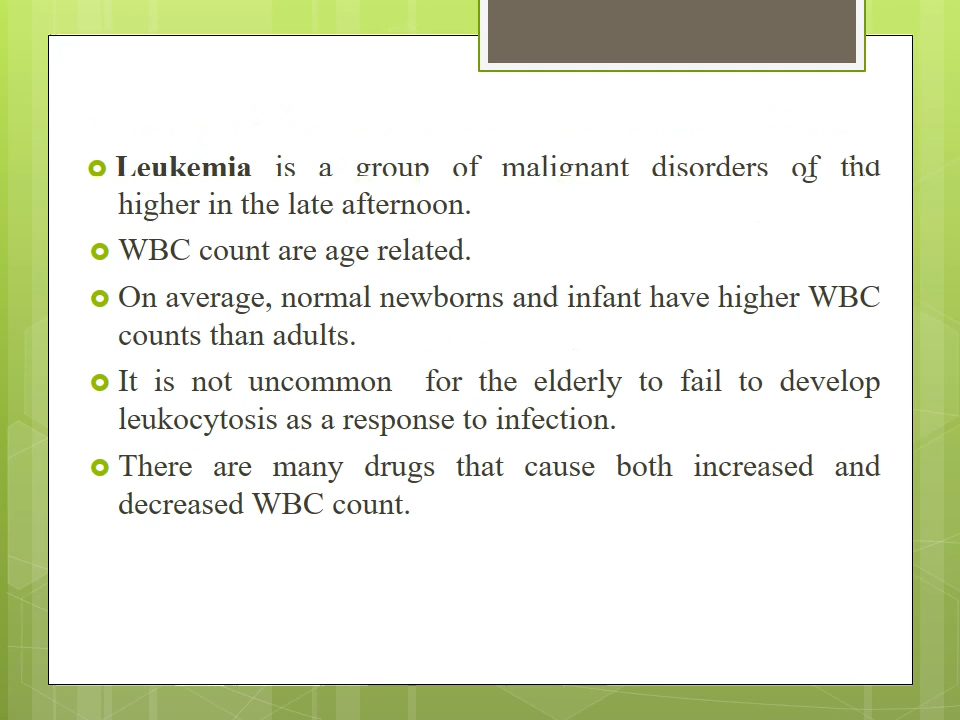 Leukemia is a group of malignant disorders of
higher in the late afternoon.
WBC count are age related.
On average, normal newborns and infant have higher WBC
counts than adults.
It is not uncommon for the elderly to fail to develop
leukocytosis as a response to infection.
There are many drugs that cause both increased and
decreased WBC count.